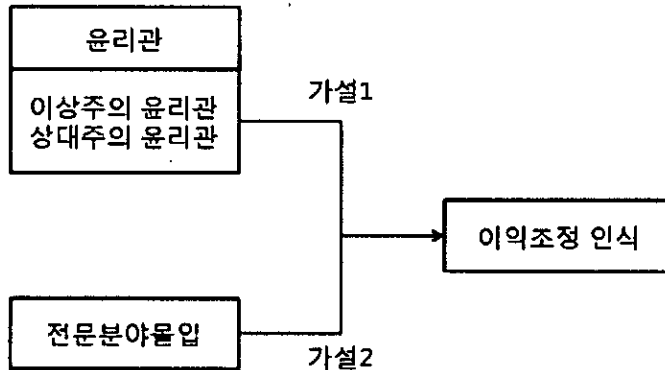 윤리관
이상주의 윤리관
상대주의 윤리관
가설1
이익조정 인식
전문분야몰입
가설2